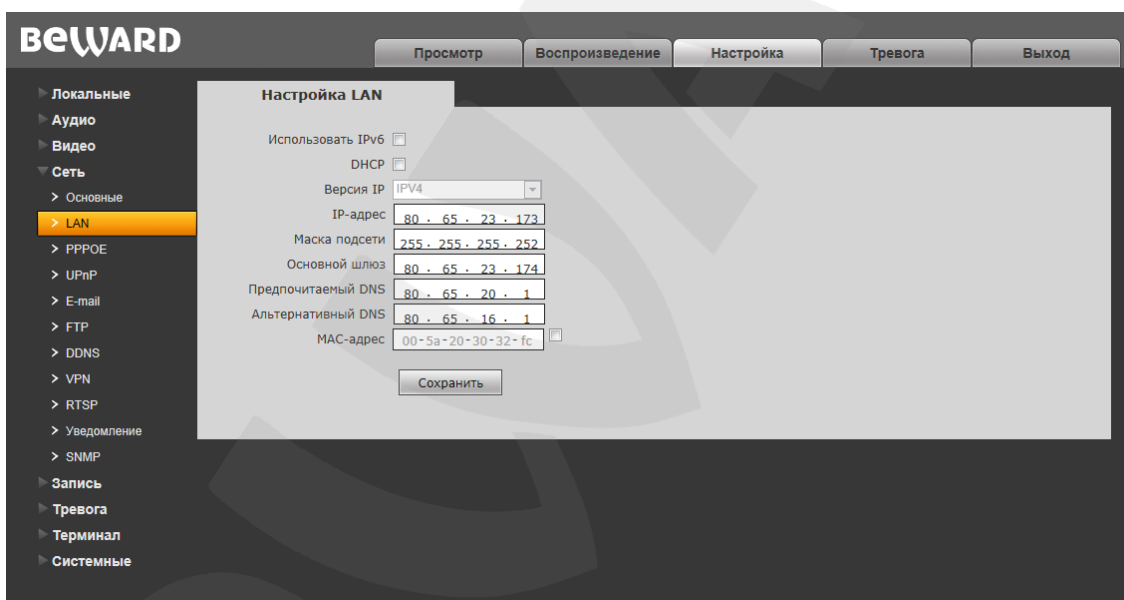 BEWARD
Просмотр
Воспроизведение
Настройка
Тревога
Выход
Локальные
Аудио
Видео
Сеть
> Основные
> LAN
> PPPOE
> UPnP
> E-mail
> FTP
> DDNS
> VPN
> RTSP
> Уведомление
> SNMP
Запись
Тревога
Терминал
Системные
Настройка LAN
Использовать IPv6
DHCP
Версия IP IPV4
IP-адрес 80 . 65 . 23 . 173
Маска подсети 255 . 255 . 255 . 252
Основной шлюз 80 . 65 . 23 . 174
Предпочитаемый DNS 80 . 65 . 20 . 1
Альтернативный DNS 80 . 65 . 16 . 1
MAC-адрес 00-5a-20-30-32-fc
Сохранить